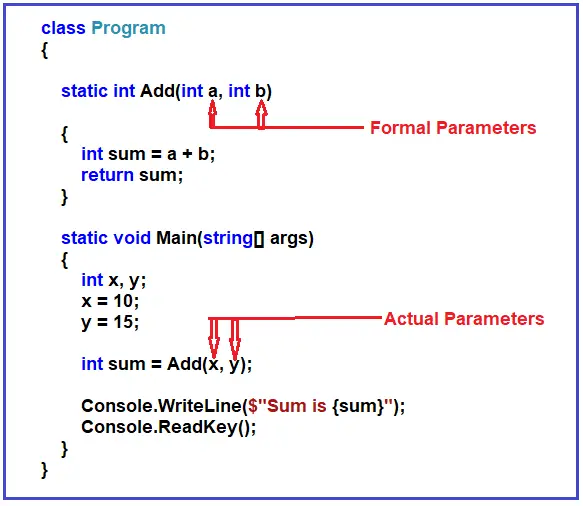 class Program
{
static int Add(int a, int b)
Formal Parameters
{
int sum = a + b;
return sum;
}
static void Main(string[] args)
{
int x, y;
x = 10;
y = 15;
Actual Parameters
int sum = Add(x, y);
Console.WriteLine($"Sum is {sum}");
Console.ReadKey();
}
}